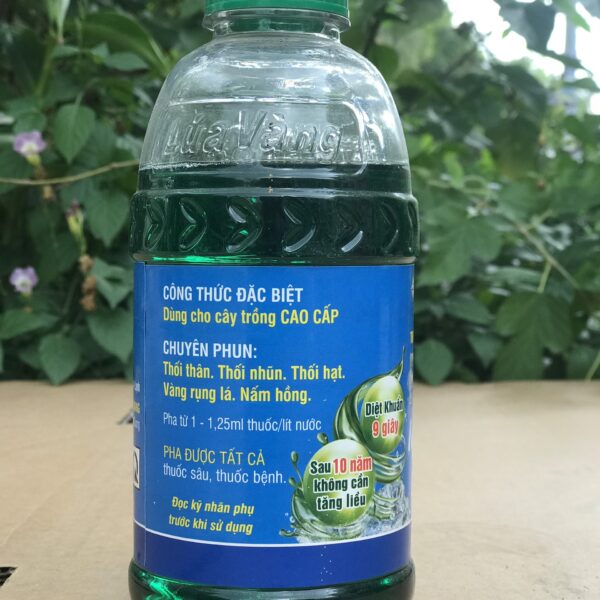 Lúa Vàng
CÔNG THỨC ĐẶC BIỆT
Dùng cho cây trồng CAO CẤP
CHUYÊN PHUN:
Thối thân. Thối nhũn. Thối hạt.
Vàng rụng lá. Nấm hồng.
Pha từ 1 - 1,25ml thuốc/lít nước
PHA ĐƯỢC TẤT CẢ
thuốc sâu, thuốc bệnh.
Đọc kỹ nhãn phụ
trước khi sử dụng
Diệt Khuẩn
9 giây
Sau 10 năm
không cần
tăng liều